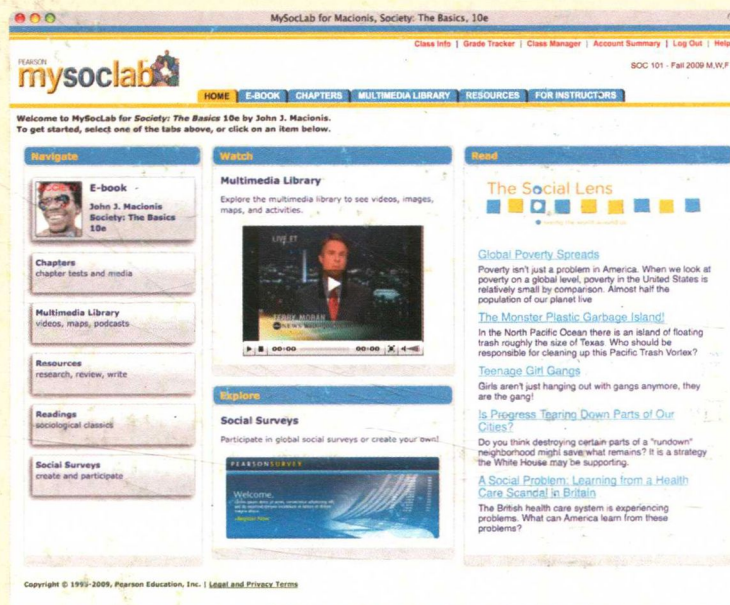 MySocLab for Macionis, Society: The Basics, 10e
Class Info | Grade Tracker | Class Manager | Account Summary | Log Out | Help
PEARSON
mysoclab
SOC 101 - Fall 2009 M,W,F
HOME E-BOOK CHAPTERS MULTIMEDIA LIBRARY RESOURCES FOR INSTRUCTORS
Welcome to MySocLab for Society: The Basics 10e by John J. Macionis.
To get started, select one of the tabs above, or click on an item below.
Navigate
E-book
John J. Macionis
Society: The Basics
10e
Chapters
chapter tests and media
Multimedia Library
videos, maps, podcasts
Resources
research, review, write
Readings
sociological classics
Social Surveys
create and participate
Watch
Multimedia Library
Explore the multimedia library to see videos, images,
maps, and activities.
LIVE ET
TERRY MORAN
abc NEWS
00:00 00:00
Explore
Social Surveys
Participate in global social surveys or create your own!
PEARSONSURVEY
Welcome.
Register Now
Read
The Social Lens
Global Poverty Spreads
Poverty isn't just a problem in America. When we look at
poverty on a global level, poverty in the United States is
relatively small by comparison. Almost half the
population of our planet live
The Monster Plastic Garbage Island!
In the North Pacific Ocean there is an island of floating
trash roughly the size of Texas. Who should be
responsible for cleaning up this Pacific Trash Vortex?
Teenage Girl Gangs
Girls aren't just hanging out with gangs anymore, they
are the gang!
Is Progress Tearing Down Parts of Our
Cities?
Do you think destroying certain parts of a "rundown"
neighborhood might save what remains? It is a strategy
the White House may be supporting.
A Social Problem: Learning from a Health
Care Scandal in Britain
The British health care system is experiencing
problems. What can America learn from these
problems?
Copyright © 1995-2009, Pearson Education, Inc. | Legal and Privacy Terms